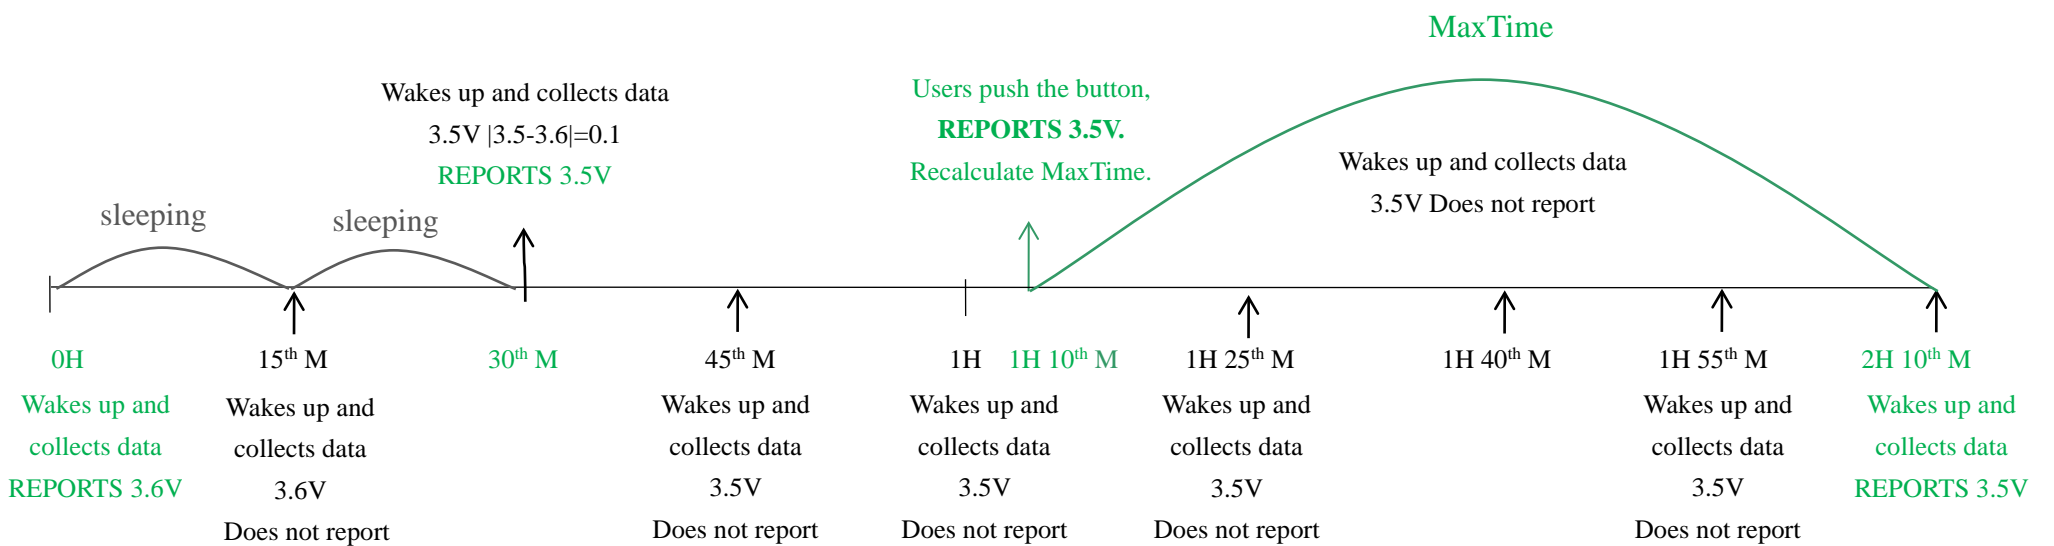 MaxTime
Wakes up and collects data
3.5V |3.5-3.6|=0.1
REPORTS 3.5V
Users push the button,
REPORTS 3.5V.
Recalculate MaxTime.
Wakes up and collects data
3.5V Does not report
sleeping
sleeping
0H
Wakes up and
collects data
REPORTS 3.6V
15th M
Wakes up and
collects data
3.6V
Does not report
30th M
45th M
Wakes up and
collects data
3.5V
Does not report
1H
Wakes up and
collects data
3.5V
Does not report
1H 10th M
1H 25th M
Wakes up and
collects data
3.5V
Does not report
1H 40th M
1H 55th M
Wakes up and
collects data
3.5V
Does not report
2H 10th M
Wakes up and
collects data
REPORTS 3.5V